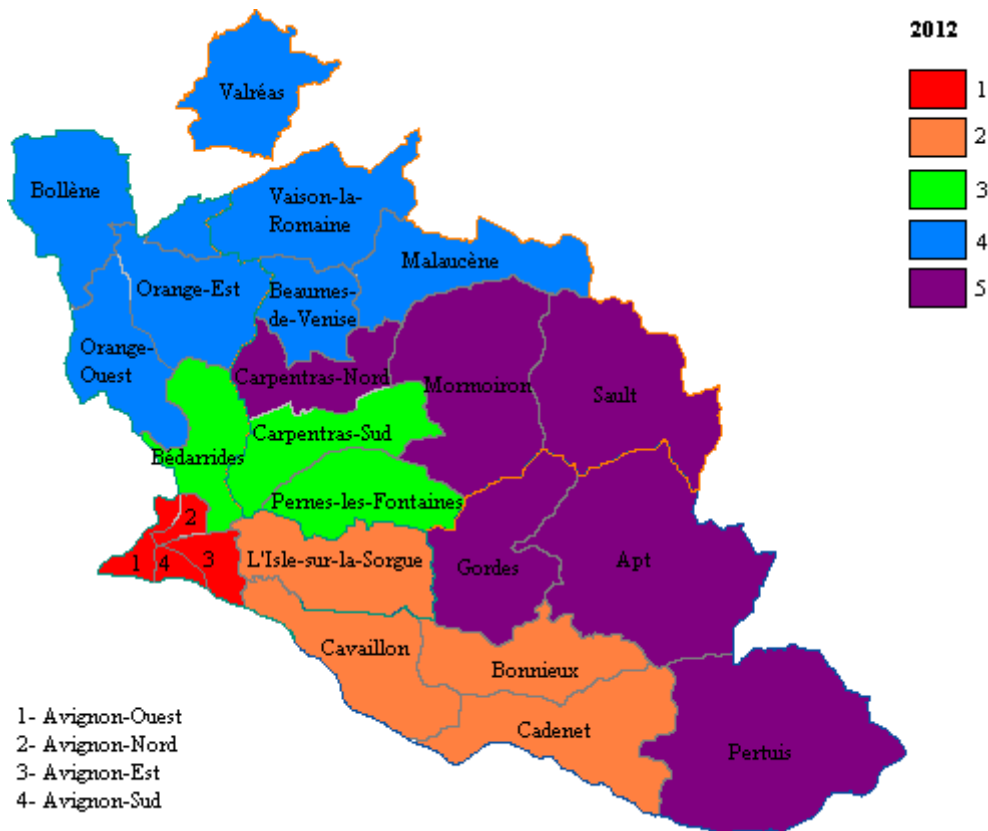 2012
1
2
3
4
5
Valréas
Bollène
Vaison-la-
Romaine
Malaucène
Orange-Est
Beaumes-
de-Venise
Orange-
Ouest
Carpentras-Nord
Mormoiron
Sault
Carpentras-Sud
Bédarrides
Pernes-les-Fontaines
2
1
4
3
L'Isle-sur-la-Sorgue
Gordes
Apt
Cavaillon
Bonnieux
Cadenet
Pertuis
1- Avignon-Ouest
2- Avignon-Nord
3- Avignon-Est
4- Avignon-Sud